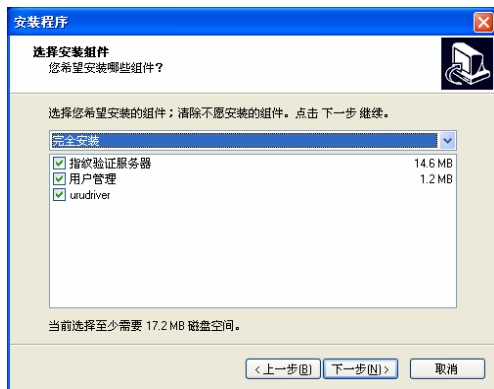 安装程序
选择安装组件
您希望安装哪些组件？
选择您希望安装的组件；清除不愿安装的组件。点击 下一步 继续。
完全安装
指纹验证服务器 14.6 MB
用户管理 1.2 MB
urudriver
当前选择至少需要 17.2 MB 磁盘空间。
<上一步(B) 下一步(N)> 取消